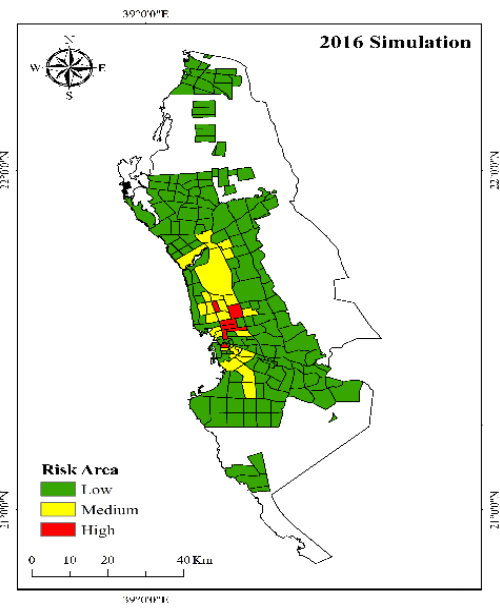 39°0'0"E
2016 Simulation
N
W E
S
22°0'0"N 22°0'0"N
Risk Area
Low
Medium
High
21°0'0"N 21°0'0"N
0 10 20 40 Km
39°0'0"E